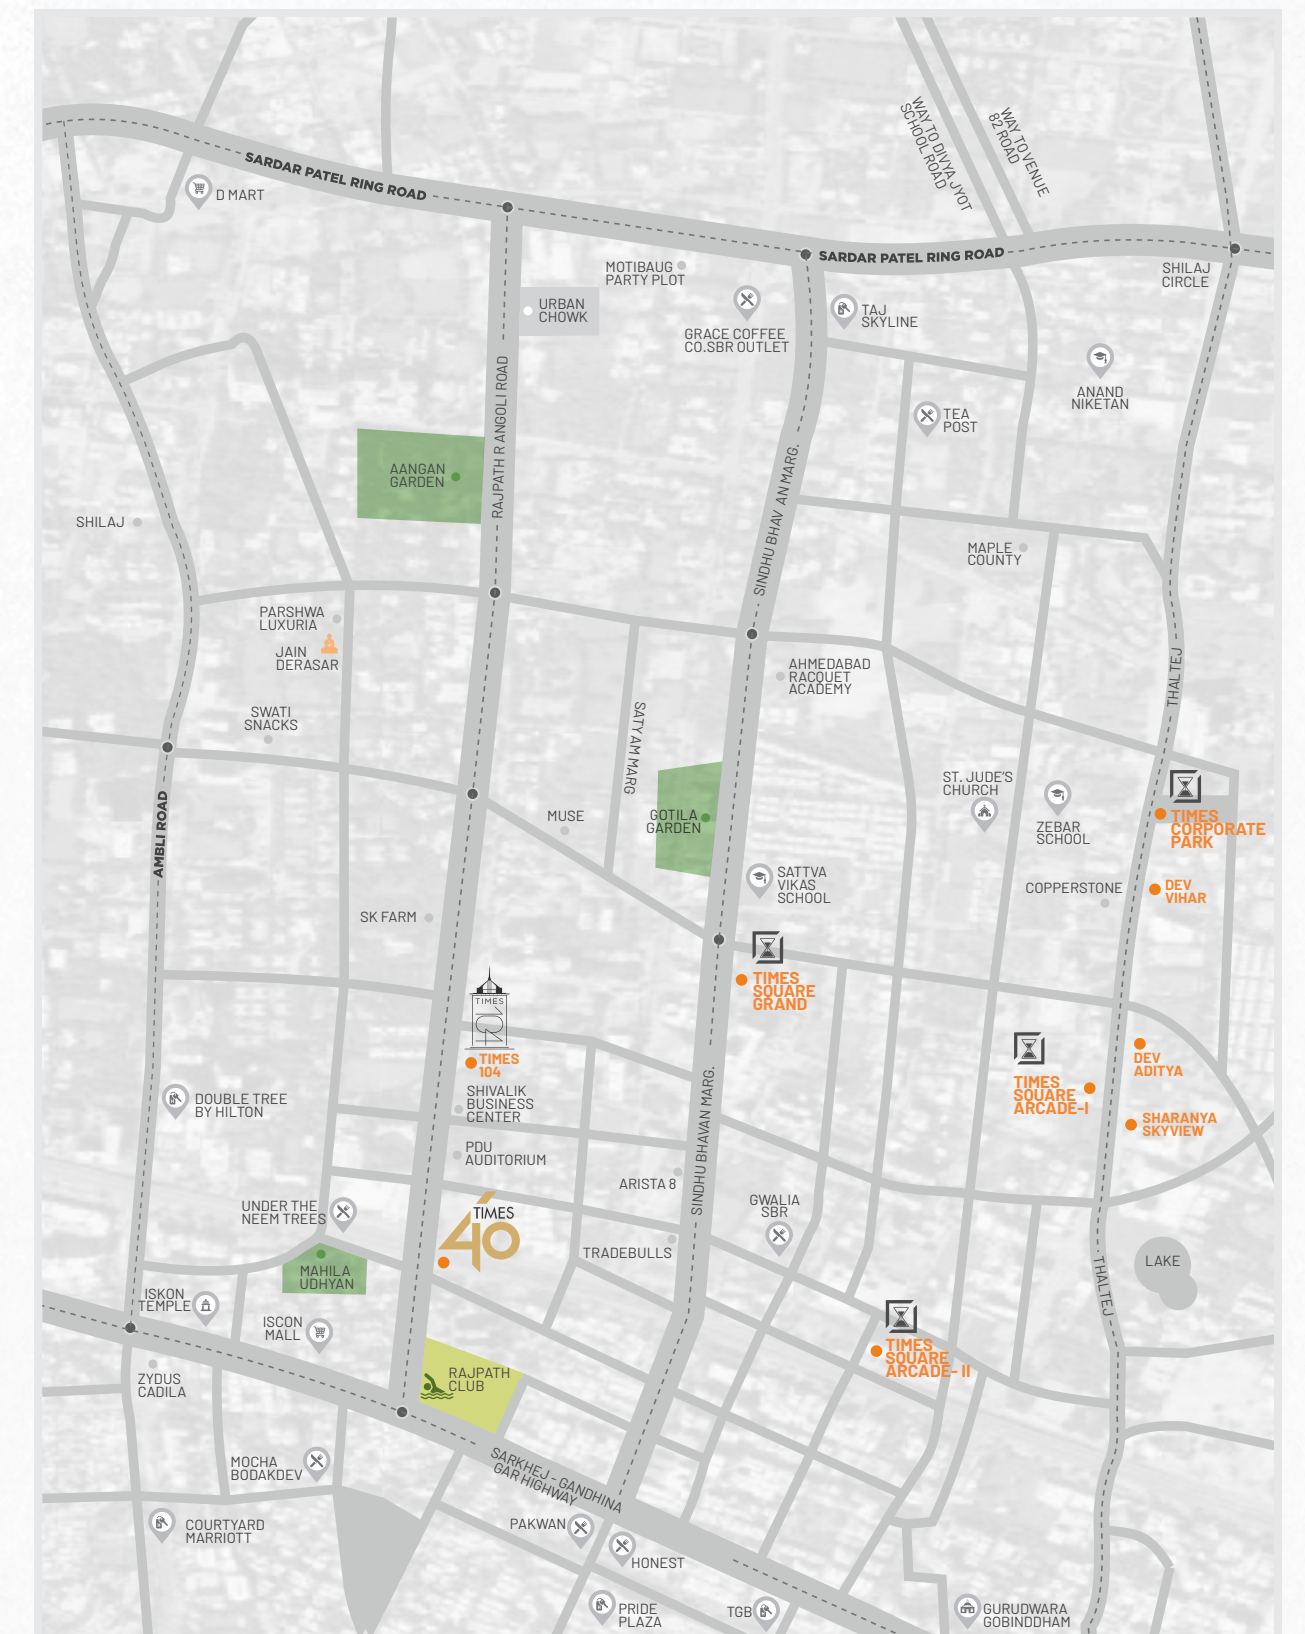 WAY TO DIVYA JYOT
SCHOOL ROAD
WAY TO VENUE
82 ROAD
SARDAR PATEL RING ROAD
D MART
SARDAR PATEL RING ROAD
MOTIBAUG
PARTY PLOT
SHILAJ
CIRCLE
URBAN
CHOWK
TAJ
SKYLINE
GRACE COFFEE
CO.SBR OUTLET
ANAND
NIKETAN
RAJPATH R ANGOLI ROAD
TEA
POST
AANGAN
GARDEN
SINDHU BHAV AN MARG.
SHILAJ
MAPLE
COUNTY
PARSHWA
LUXURIA
JAIN
DERASAR
AHMEDABAD
RACQUET
ACADEMY
THALTEJ
SWATI
SNACKS
SATY AM MARG
AMBLI ROAD
MUSE
GOTILA
GARDEN
ST. JUDE'S
CHURCH
ZEBAR
SCHOOL
TIMES
CORPORATE
PARK
SATTVA
VIKAS
SCHOOL
COPPERSTONE
DEV
VIHAR
SK FARM
TIMES
SQUARE
GRAND
TIMES
104
TIMES
104
DEV
ADITYA
TIMES
SQUARE
ARCADE-I
SHARANYA
SKYVIEW
DOUBLE TREE
BY HILTON
SHIVALIK
BUSINESS
CENTER
SINDHU BHAVAN MARG.
PDU
AUDITORIUM
ARISTA 8
UNDER THE
NEEM TREES
TIMES
40
GWALIA
SBR
TRADEBULLS
MAHILA
UDHYAN
LAKE
THALTEJ
ISKON
TEMPLE
ISCON
MALL
TIMES
SQUARE
ARCADE- II
ZYDUS
CADILA
RAJPATH
CLUB
MOCHA
BODAKDEV
SARKHEJ - GANDHINA
GAR HIGHWAY
COURTYARD
MARRIOTT
PAKWAN
HONEST
PRIDE
PLAZA
TGB
GURUDWARA
GOBINDDHAM